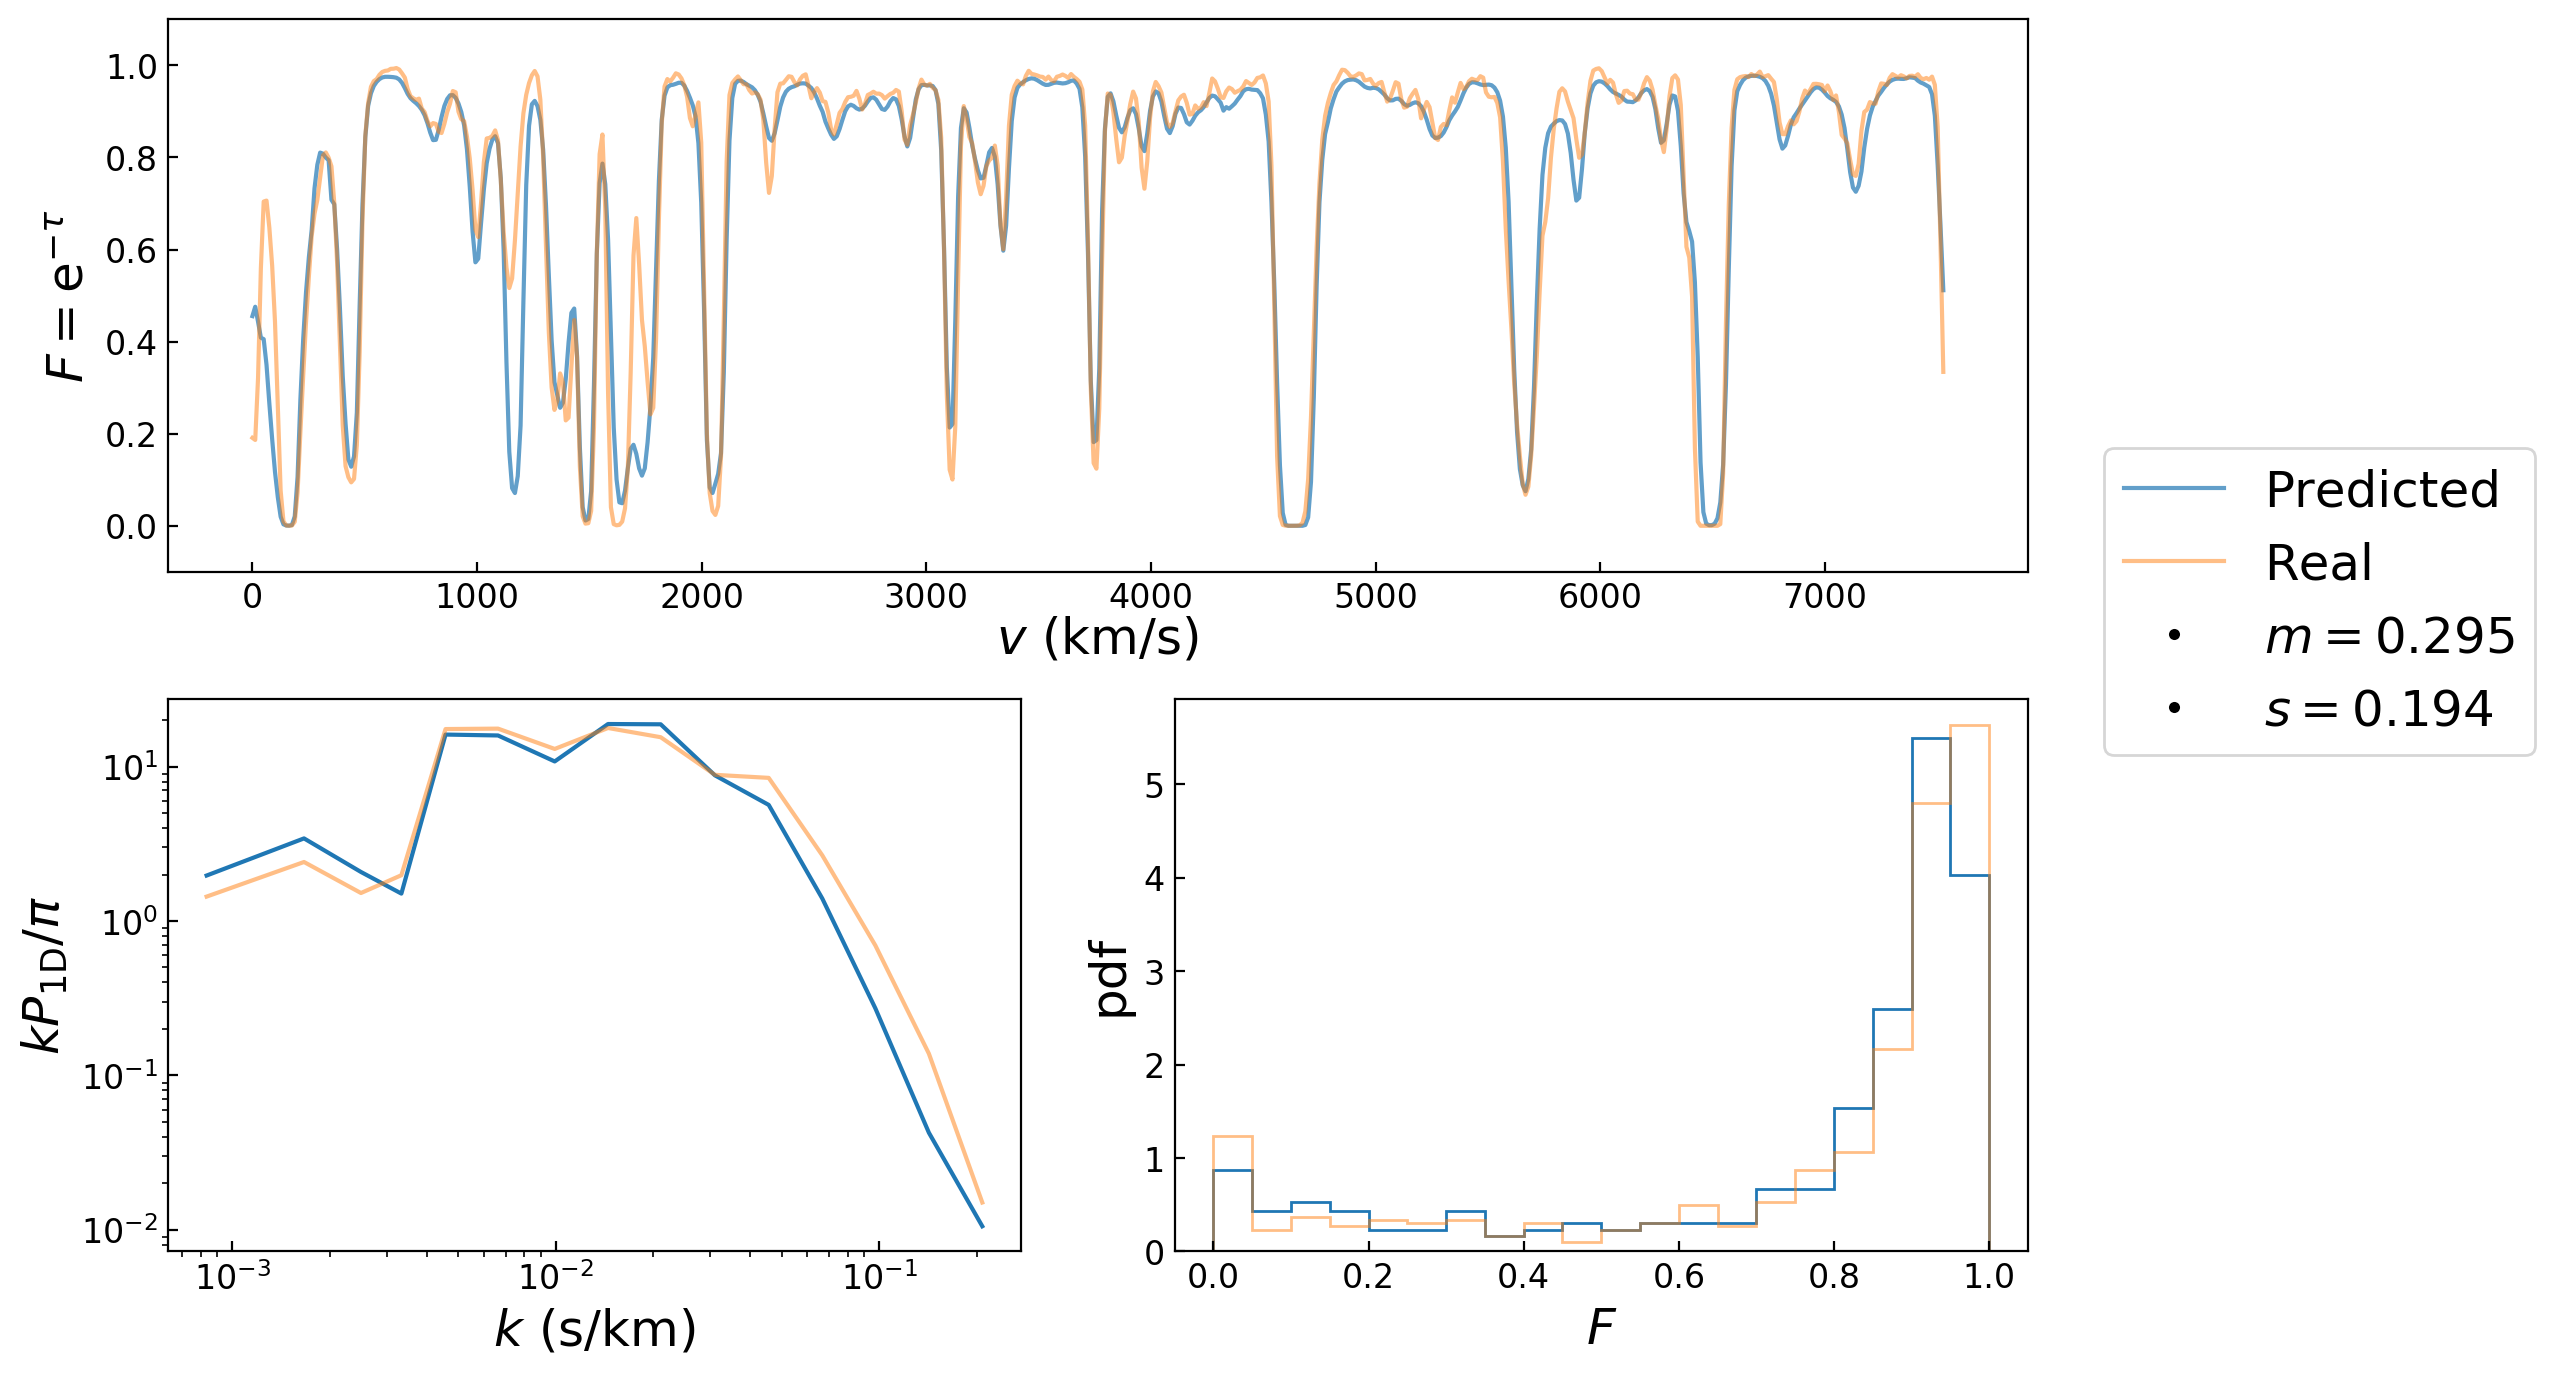 F = e^{-τ}
1.0
0.8
0.6
0.4
0.2
0.0
0 1000 2000 3000 4000 5000 6000 7000
v (km/s)
Predicted
Real
m = 0.295
s = 0.194
kP_{1D}/π
10^1
10^0
10^{-1}
10^{-2}
10^{-3} 10^{-2} 10^{-1}
k (s/km)
pdf
5
4
3
2
1
0
0.0 0.2 0.4 0.6 0.8 1.0
F